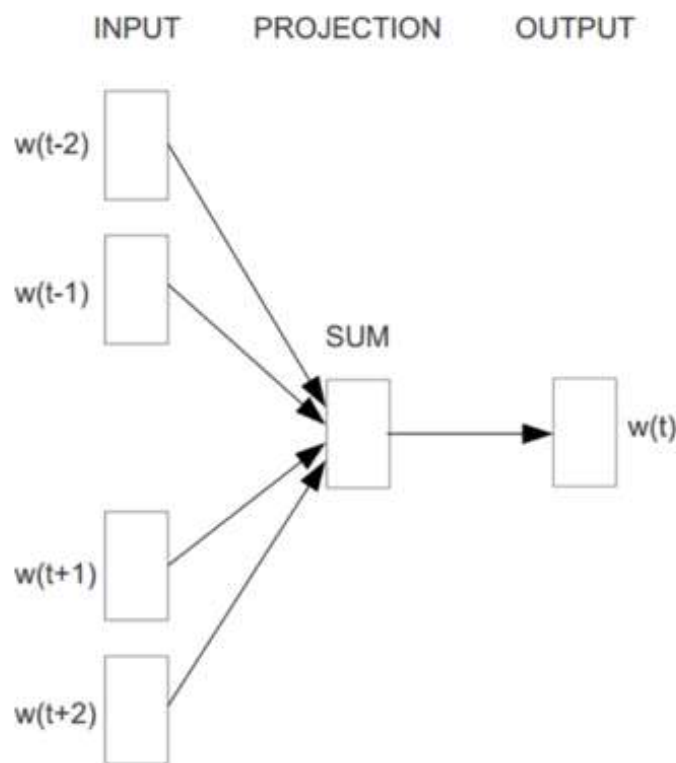 INPUT PROJECTION OUTPUT
w(t-2)
w(t-1)
SUM
w(t)
w(t+1)
w(t+2)